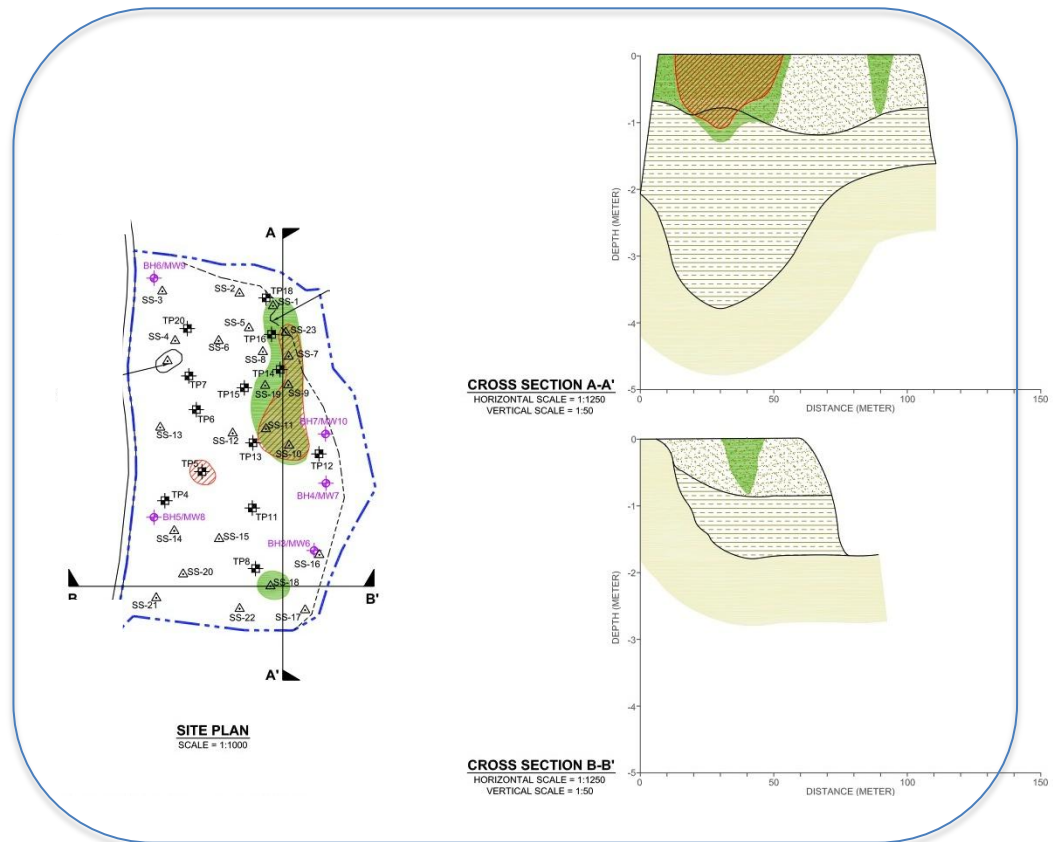 A
BH6/MW9
SS-3
SS-2
TP18
SS-1
TP20
SS-5
SS-23
SS-4
TP16
SS-6
SS-8
SS-7
TP14
TP7
TP15
SS-19
SS-9
TP6
SS-13
SS-12
SS-11
BH7/MW10
TP13
SS-10
TP12
TP5
TP4
BH4/MW7
BH5/MW8
TP11
SS-14
SS-15
BH3/MW6
SS-16
TP8
SS-20
SS-18
B
B'
SS-21
SS-22
SS-17
A'
SITE PLAN
SCALE = 1:1000
0
-1
-2
-3
-4
-5
DEPTH (METER)
0
50
100
150
DISTANCE (METER)
CROSS SECTION A-A'
HORIZONTAL SCALE = 1:1250
VERTICAL SCALE = 1:50
0
-1
-2
-3
-4
-5
DEPTH (METER)
0
50
100
150
DISTANCE (METER)
CROSS SECTION B-B'
HORIZONTAL SCALE = 1:1250
VERTICAL SCALE = 1:50